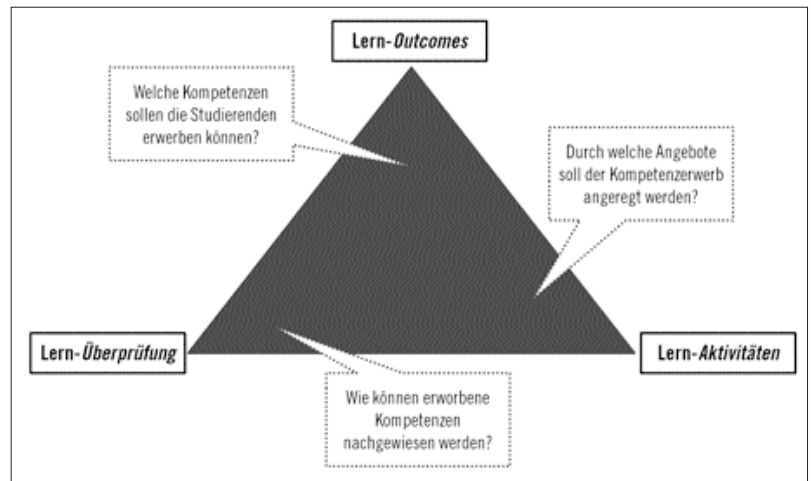 Lern-Outcomes
Welche Kompetenzen
sollen die Studierenden
erwerben können?
Durch welche Angebote
soll der Kompetenzerwerb
angeregt werden?
Lern-Überprüfung
Lern-Aktivitäten
Wie können erworbene
Kompetenzen
nachgewiesen werden?